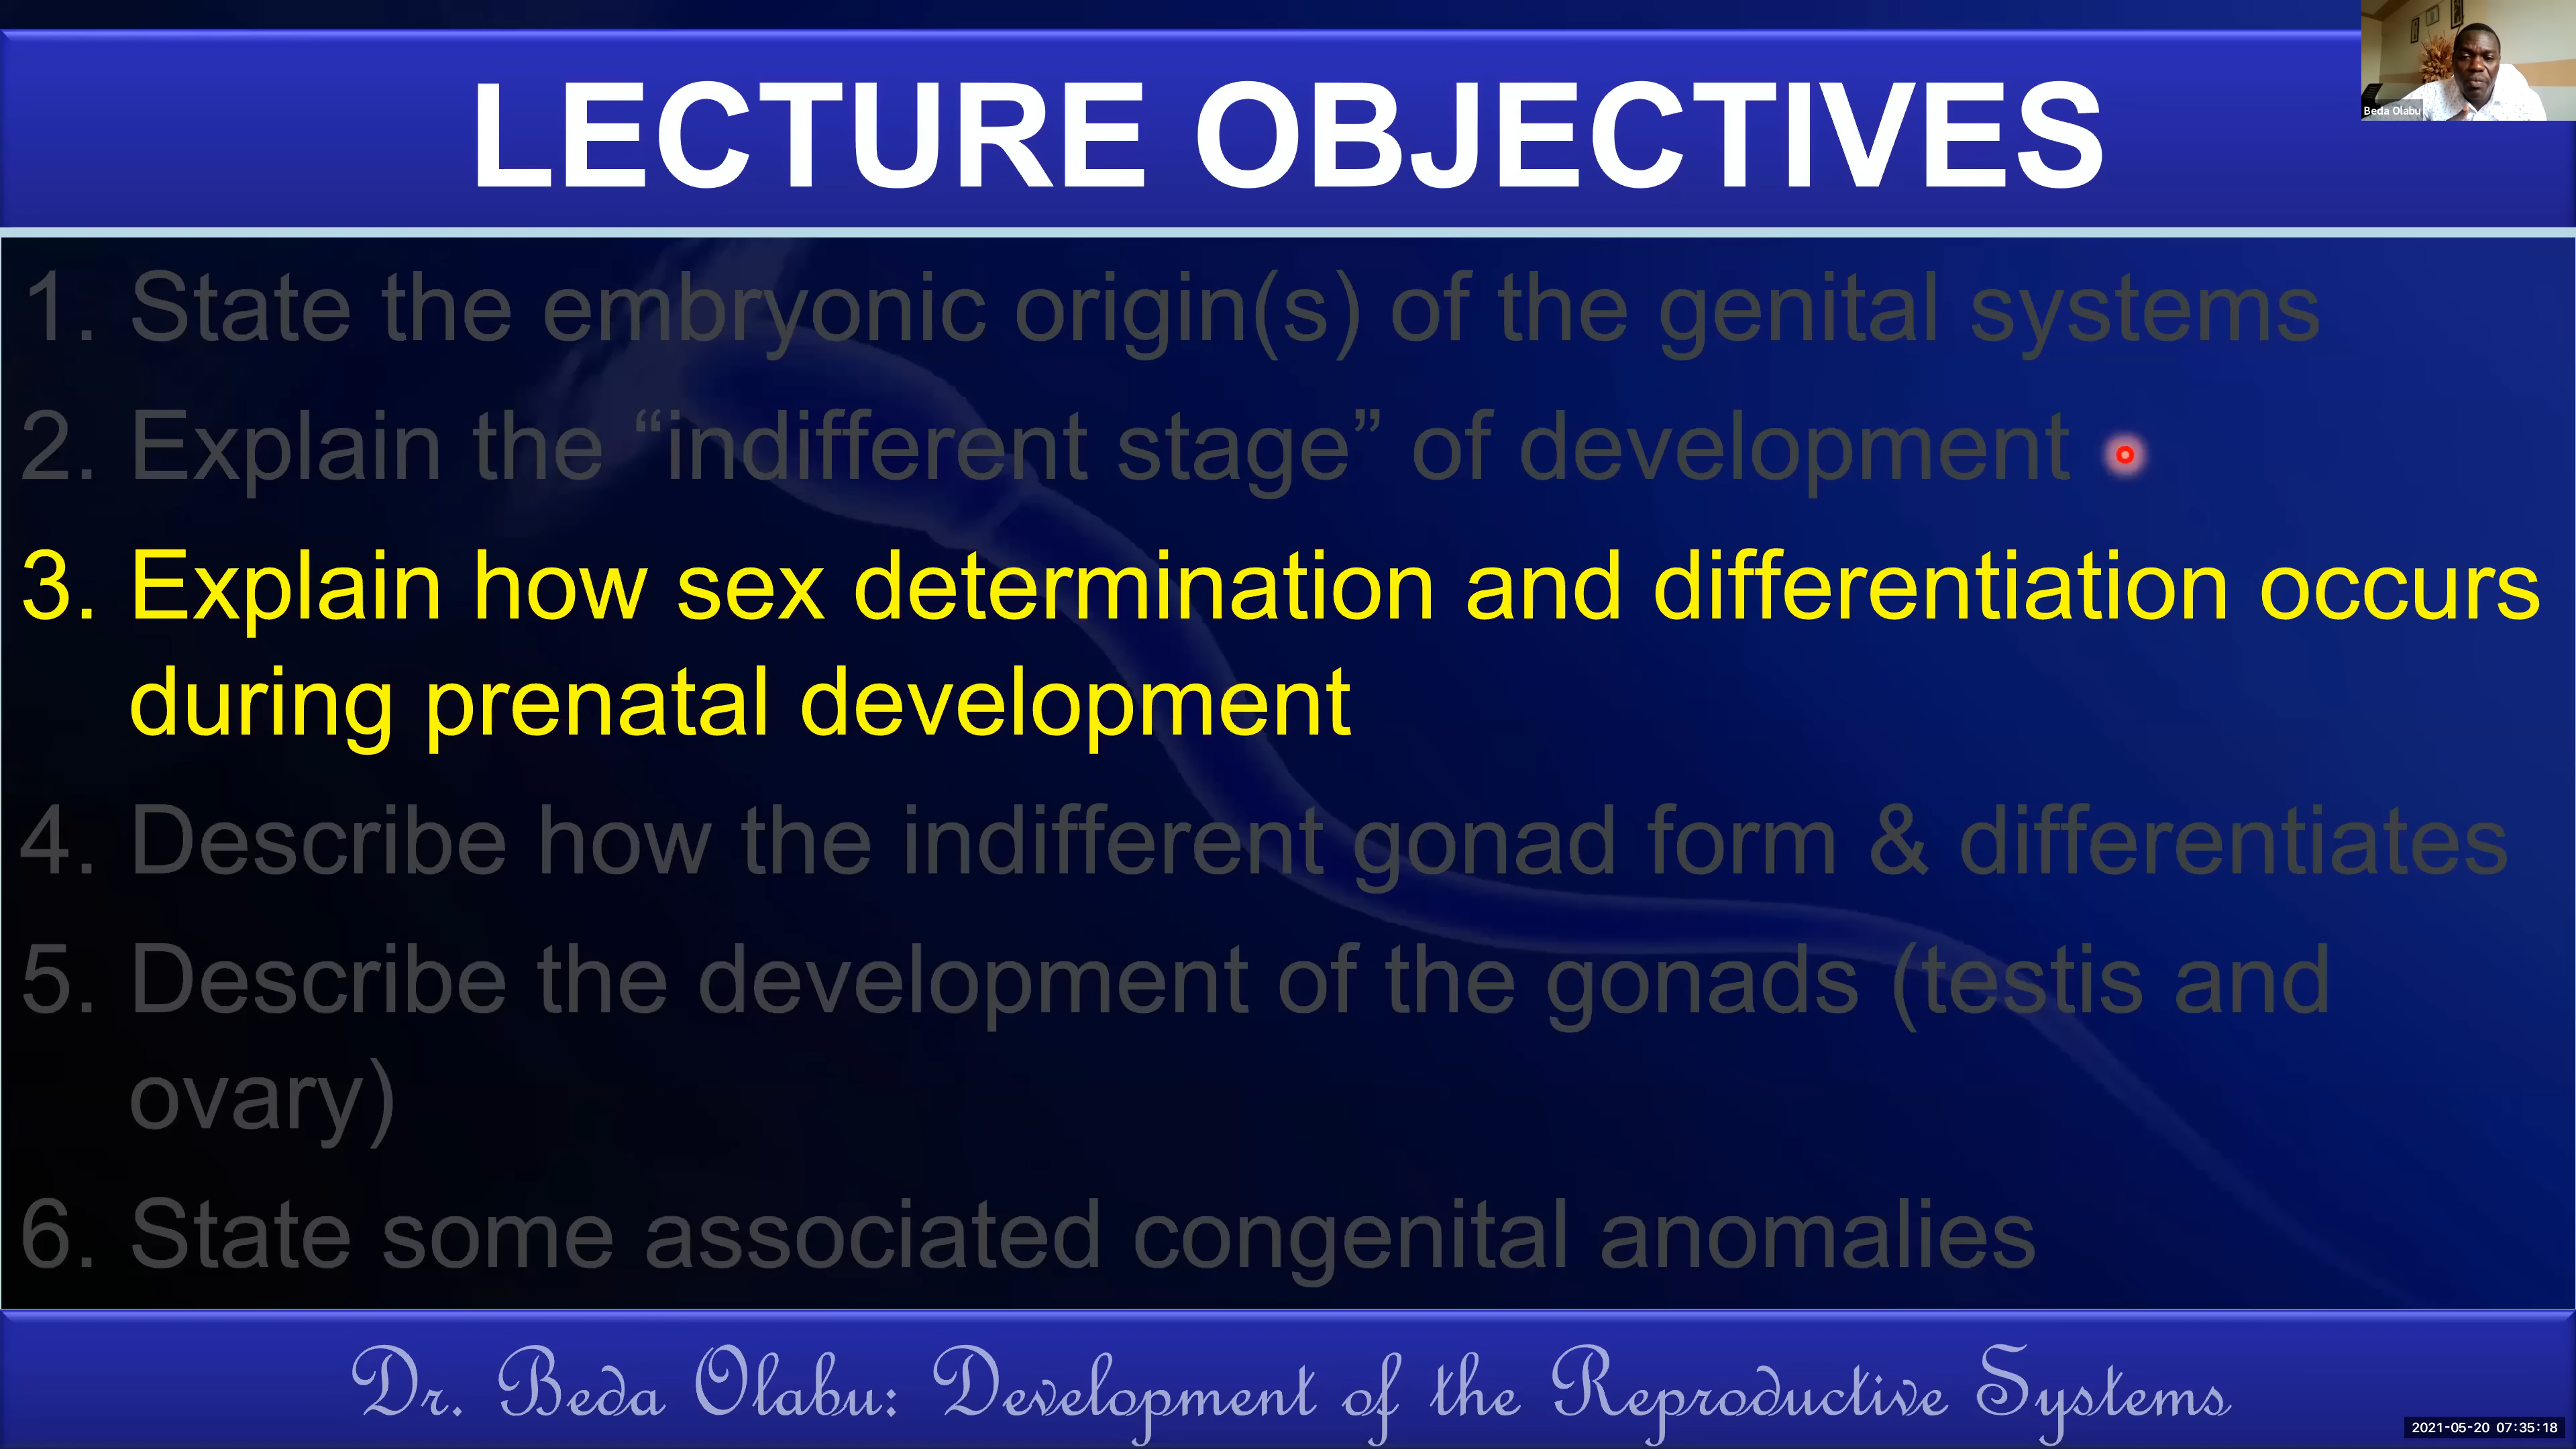 LECTURE OBJECTIVES
Beda Olabu
1. State the embryonic origin(s) of the genital systems
2. Explain the “indifferent stage” of development
3. Explain how sex determination and differentiation occurs
during prenatal development
4. Describe how the indifferent gonad form & differentiates
5. Describe the development of the gonads (testis and
ovary)
6. State some associated congenital anomalies
Dr. Beda Olabu: Development of the Reproductive Systems
2021-05-20 07:35:18